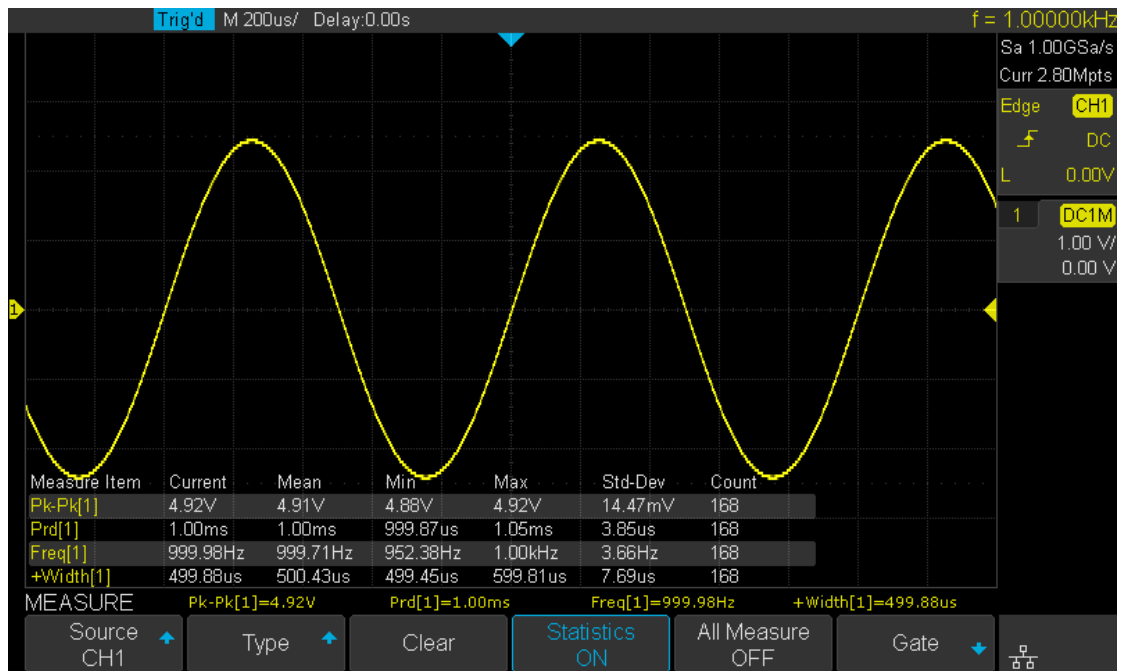 Trig'd M 200us/ Delay:0.00s f = 1.00000kHz
Sa 1.00GSa/s
Curr 2.80Mpts
Edge CH1
DC
L 0.00V
1 DC1M
1.00 V/
0.00 V
1
Measure Item Current Mean Min Max Std-Dev Count
Pk-Pk[1] 4.92V 4.91V 4.88V 4.92V 14.47mV 168
Prd[1] 1.00ms 1.00ms 999.87us 1.05ms 3.85us 168
Freq[1] 999.98Hz 999.71Hz 952.38Hz 1.00kHz 3.66Hz 168
+Width[1] 499.88us 500.43us 499.45us 599.81us 7.69us 168
MEASURE Pk-Pk[1]=4.92V Prd[1]=1.00ms Freq[1]=999.98Hz +Width[1]=499.88us
Source Type Clear Statistics All Measure Gate
CH1 ON OFF